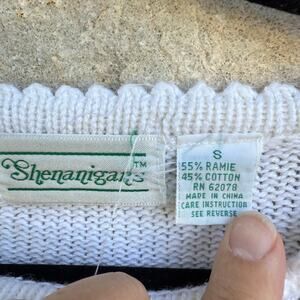 Shenanigans™
S
55% RAMIE
45% COTTON
RN 62078
MADE IN CHINA
CARE INSTRUCTION
SEE REVERSE